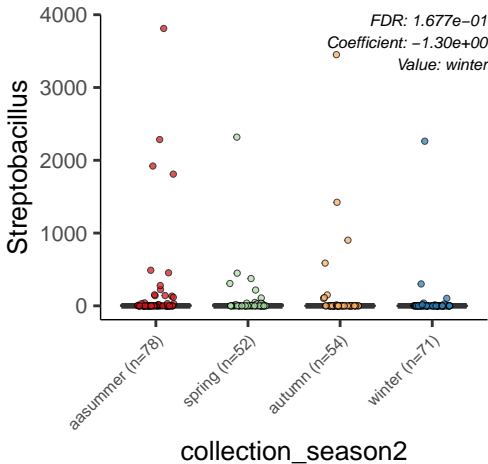 FDR: 1.677e−01
Coefficient: −1.30e+00
Value: winter
4000
3000
2000
1000
0
Streptobacillus
aasummer (n=78)
spring (n=52)
autumn (n=54)
winter (n=71)
collection_season2